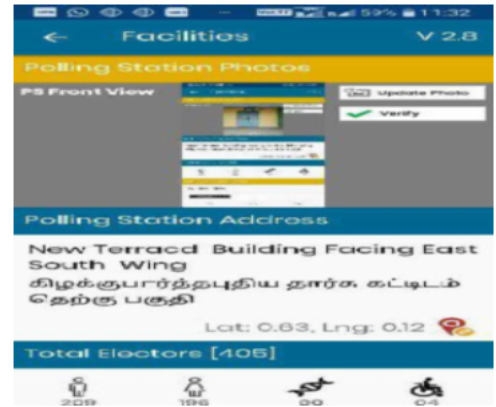 59% 11:32
← Facilities V 2.8
Polling Station Photos
PS Front View
Update Photo
Verify
Polling Station Address
New Terracd Building Facing East
South Wing
கிழக்குபார்த்தபுதிய தார்சு கட்டிடம்
தெற்கு பகுதி
Lat: 0.63, Lng: 0.12
Total Electors [405]
209 196 00 04